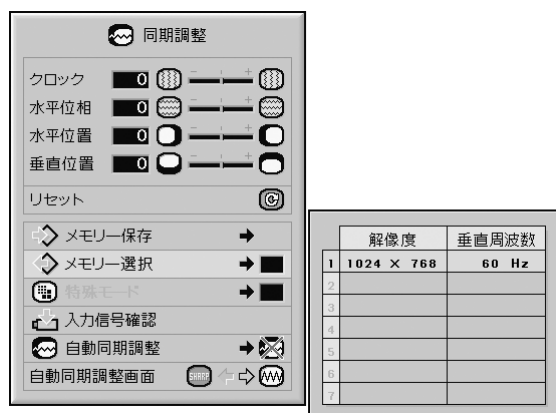 同期調整
クロック 0 − +
水平位相 0 − +
水平位置 0 − +
垂直位置 0 − +
リセット
メモリー保存
メモリー選択
特殊モード
入力信号確認
自動同期調整
自動同期調整画面 SHARP
解像度 垂直周波数
1 1024 × 768 60 Hz
2
3
4
5
6
7